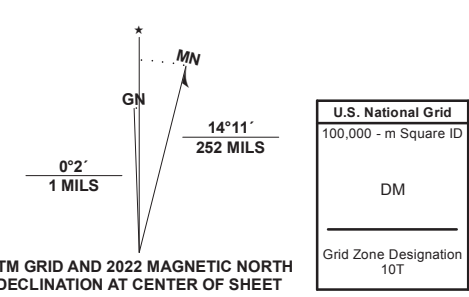 ★
MN
GN
14°11´
252 MILS
0°2´
1 MILS
TM GRID AND 2022 MAGNETIC NORTH
DECLINATION AT CENTER OF SHEET
U.S. National Grid
100,000 - m Square ID
DM
Grid Zone Designation
10T